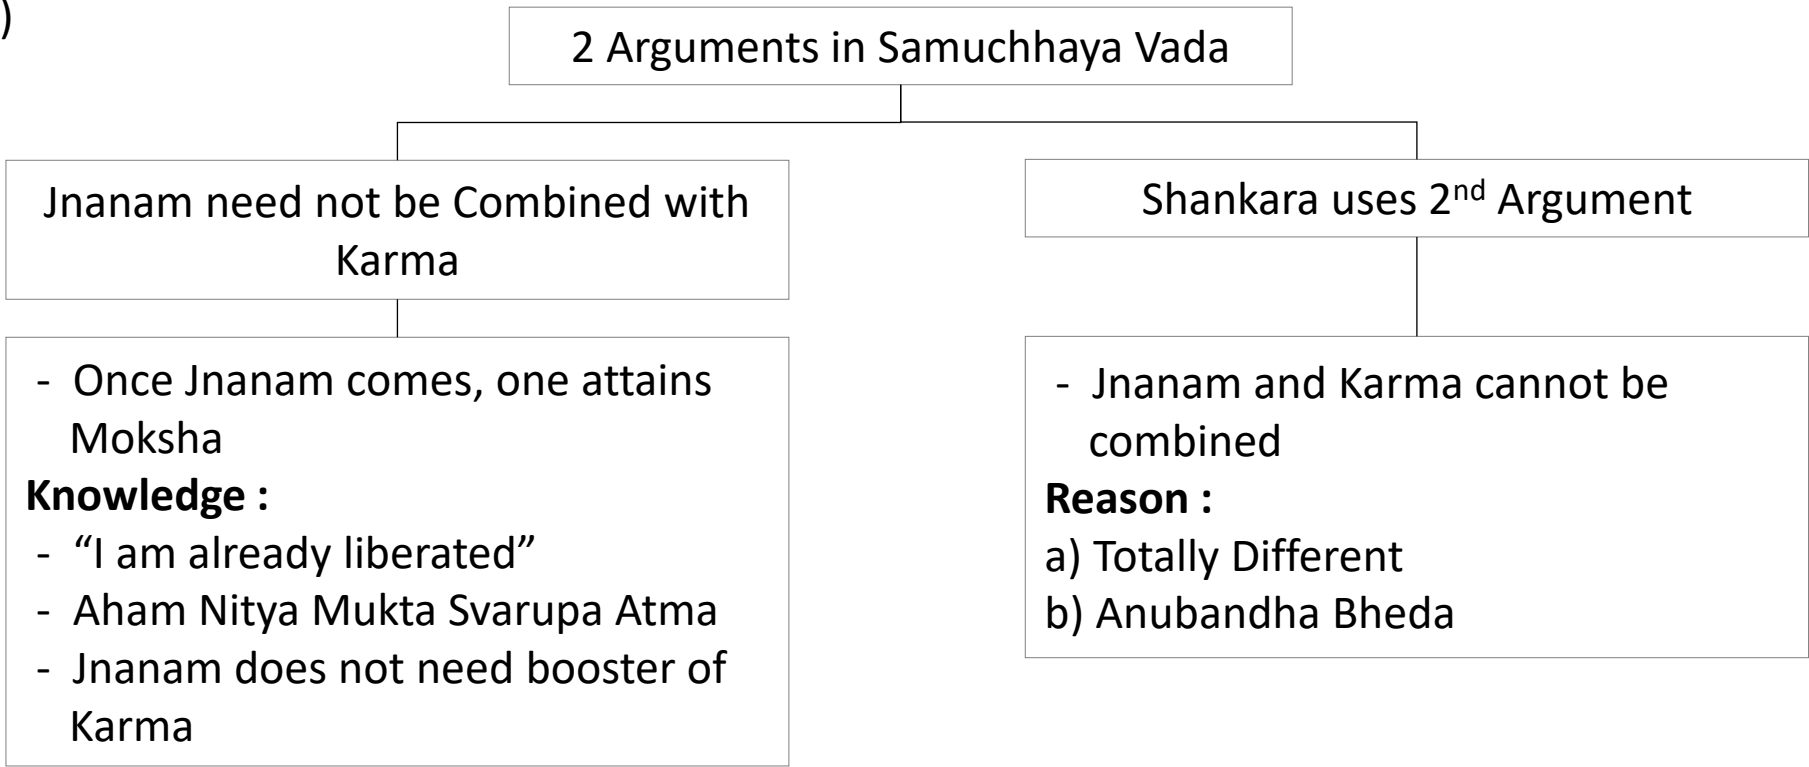 )
2 Arguments in Samuchhaya Vada
Jnanam need not be Combined with
Karma
- Once Jnanam comes, one attains
Moksha
Knowledge :
- “I am already liberated”
- Aham Nitya Mukta Svarupa Atma
- Jnanam does not need booster of
Karma
Shankara uses 2nd Argument
- Jnanam and Karma cannot be
combined
Reason :
a) Totally Different
b) Anubandha Bheda